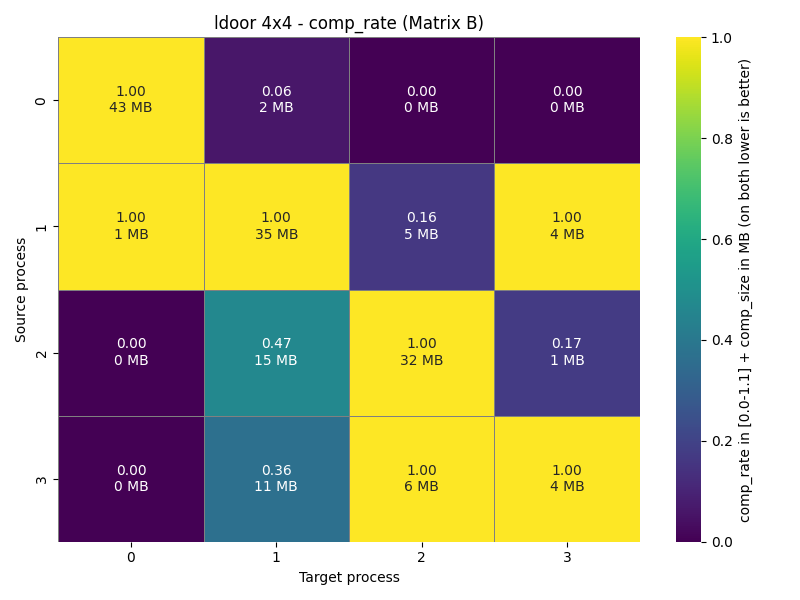 ldoor 4x4 - comp_rate (Matrix B)
1.00
43 MB
0.06
2 MB
0.00
0 MB
0.00
0 MB
1.00
1 MB
1.00
35 MB
0.16
5 MB
1.00
4 MB
0.00
0 MB
0.47
15 MB
1.00
32 MB
0.17
1 MB
0.00
0 MB
0.36
11 MB
1.00
6 MB
1.00
4 MB
0
1
2
3
Source process
0
1
2
3
Target process
1.0
0.8
0.6
0.4
0.2
0.0
comp_rate in [0.0-1.1] + comp_size in MB (on both lower is better)